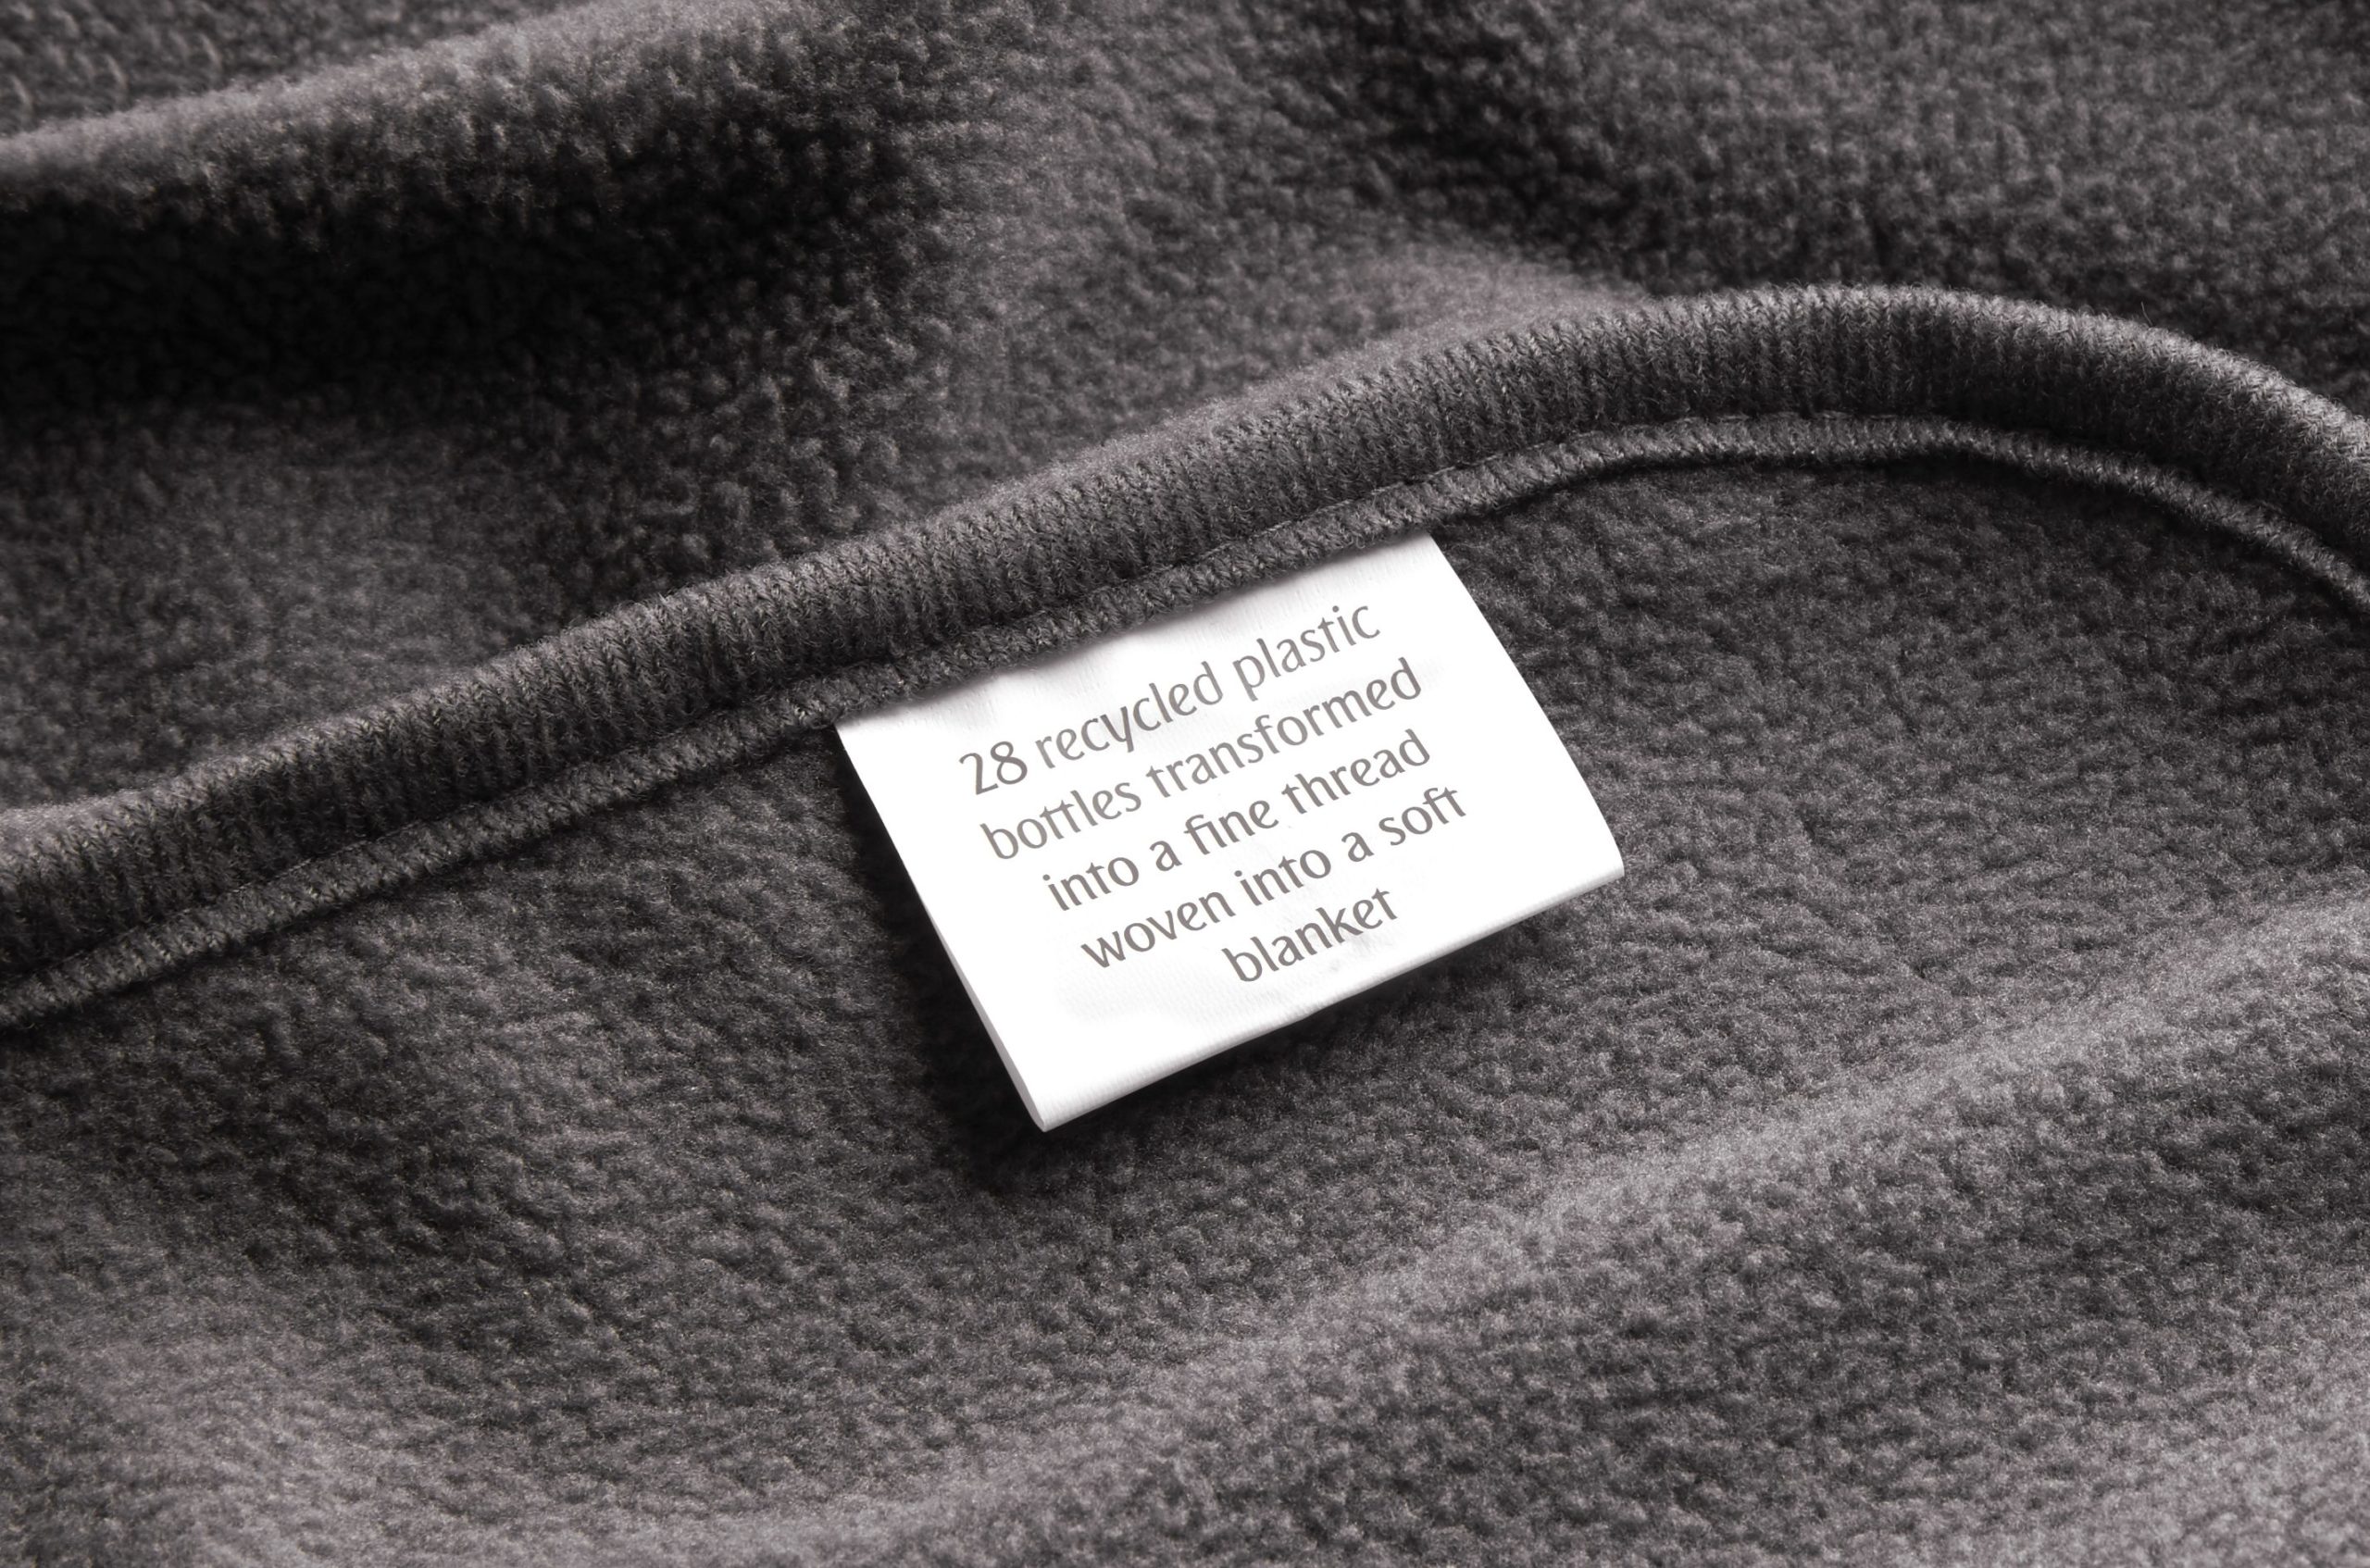 28 recycled plastic
bottles transformed
into a fine thread
woven into a soft
blanket